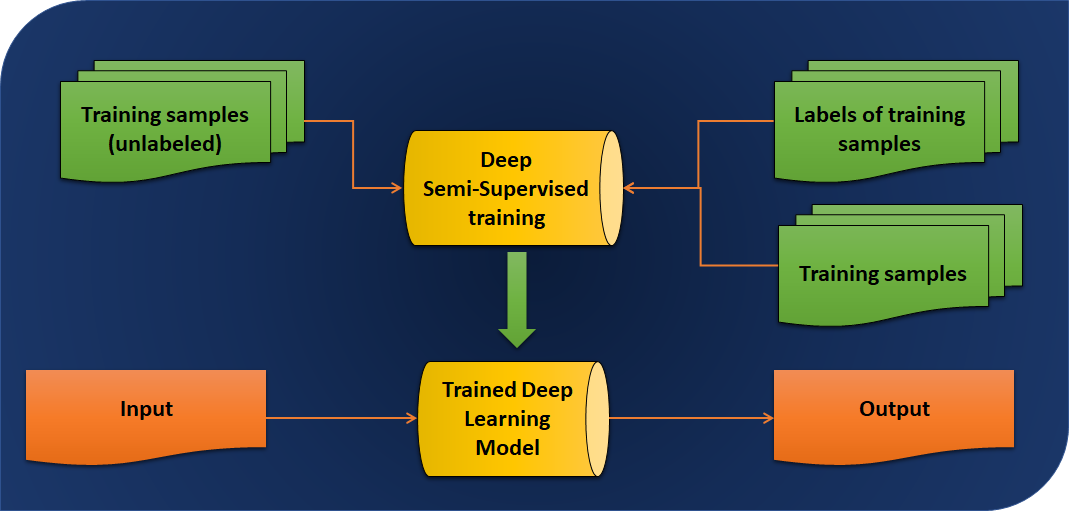 Training samples
(unlabeled)
Deep
Semi-Supervised
training
Labels of training
samples
Training samples
Input
Trained Deep
Learning
Model
Output